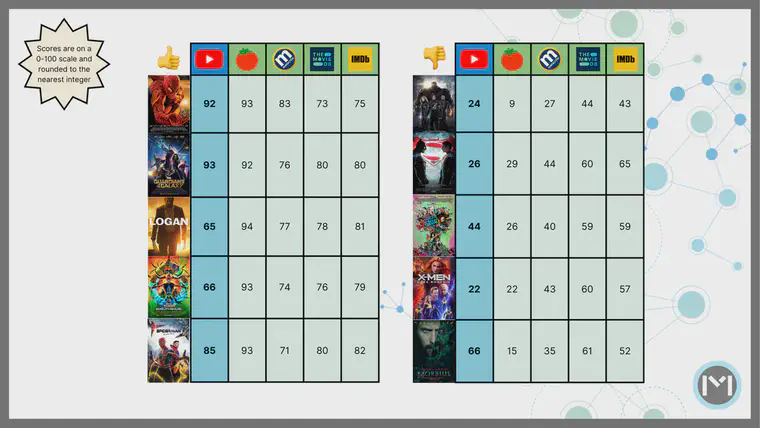 Scores are on a
0-100 scale and
rounded to the
nearest integer
THE
MOVIE
DB
IMDb
92 93 83 73 75
GUARDIANS
GALAXY
93 92 76 80 80
LOGAN
65 94 77 78 81
66 93 74 76 79
SPIDER-MAN
85 93 71 80 82
THE
MOVIE
DB
IMDb
24 9 27 44 43
26 29 44 60 65
44 26 40 59 59
X-MEN
22 22 43 60 57
66 15 35 61 52
M